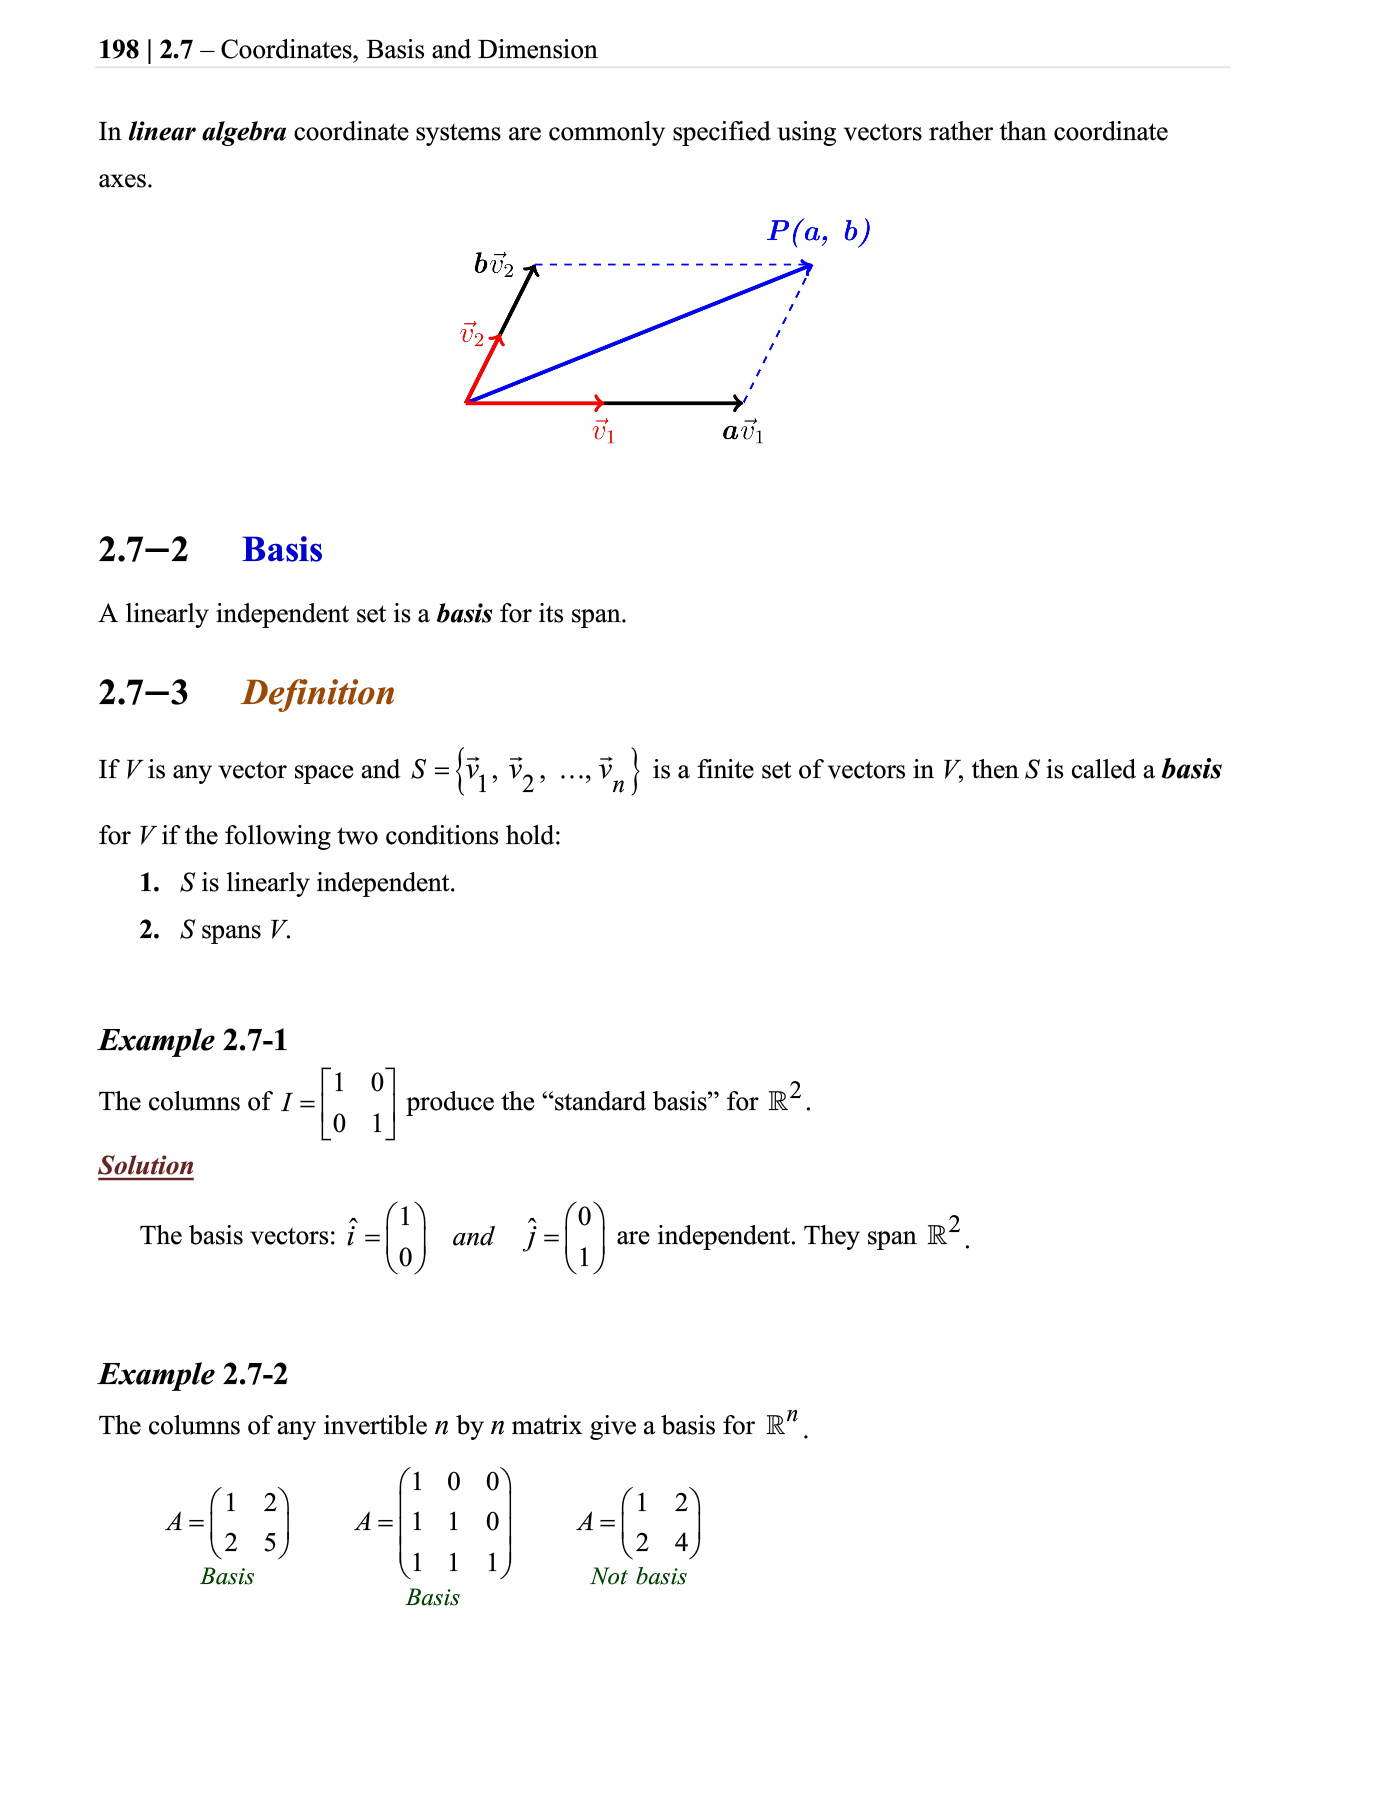 198 | 2.7 – Coordinates, Basis and Dimension
In linear algebra coordinate systems are commonly specified using vectors rather than coordinate
axes.
P(a, b)
b\vec{v}_2
\vec{v}_2
\vec{v}_1 a\vec{v}_1
2.7–2 Basis
A linearly independent set is a basis for its span.
2.7–3 Definition
If V is any vector space and S = {\vec{v}_1, \vec{v}_2, ..., \vec{v}_n} is a finite set of vectors in V, then S is called a basis
for V if the following two conditions hold:
1. S is linearly independent.
2. S spans V.
Example 2.7-1
The columns of I = \begin{bmatrix} 1 & 0 \\ 0 & 1 \end{bmatrix} produce the “standard basis” for ℝ^2.
Solution
The basis vectors: \hat{i} = \begin{pmatrix} 1 \\ 0 \end{pmatrix} and \hat{j} = \begin{pmatrix} 0 \\ 1 \end{pmatrix} are independent. They span ℝ^2.
Example 2.7-2
The columns of any invertible n by n matrix give a basis for ℝ^n.
A = \begin{pmatrix} 1 & 2 \\ 2 & 5 \end{pmatrix} A = \begin{pmatrix} 1 & 0 & 0 \\ 1 & 1 & 0 \\ 1 & 1 & 1 \end{pmatrix} A = \begin{pmatrix} 1 & 2 \\ 2 & 4 \end{pmatrix}
Basis Basis Not basis